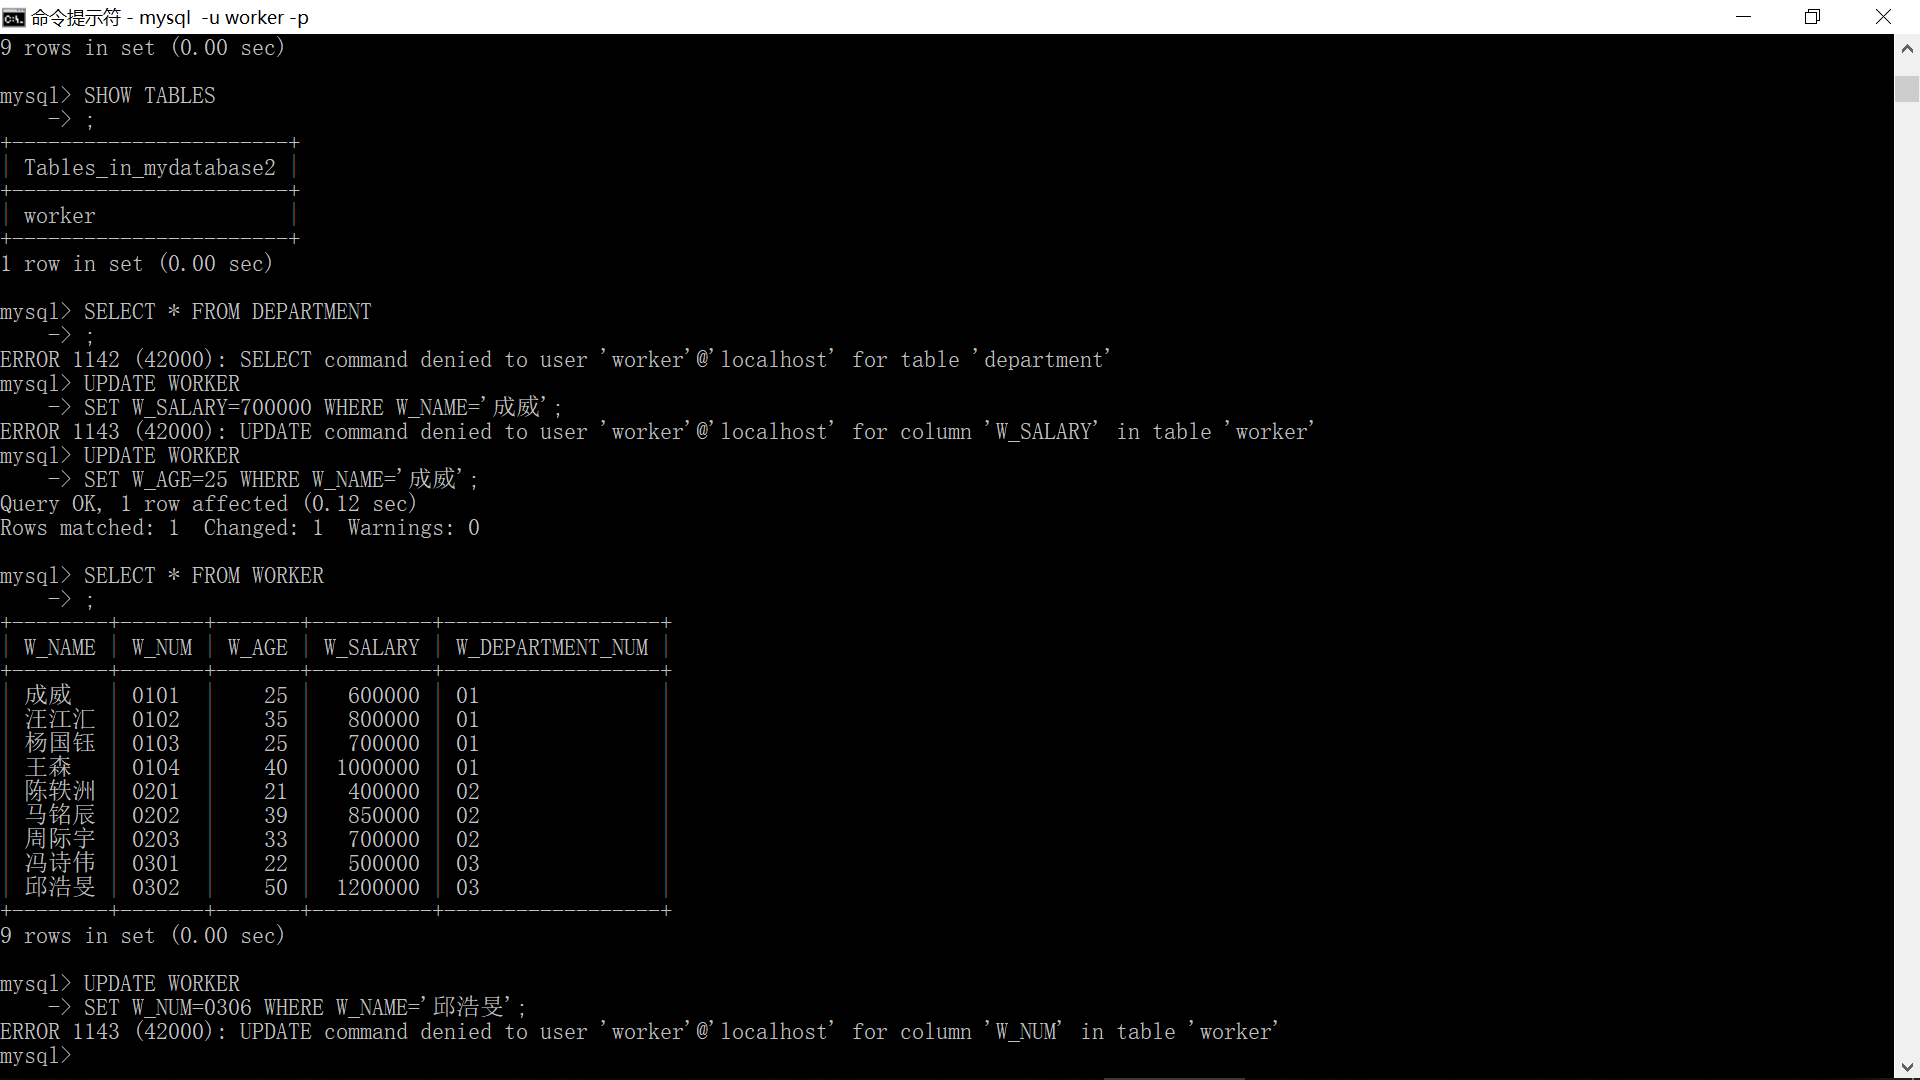 命令提示符 - mysql  -u worker -p
9 rows in set (0.00 sec)
mysql> SHOW TABLES
    -> ;
+-----------------------+
| Tables_in_mydatabase2 |
+-----------------------+
| worker                |
+-----------------------+
1 row in set (0.00 sec)
mysql> SELECT * FROM DEPARTMENT
    -> ;
ERROR 1142 (42000): SELECT command denied to user 'worker'@'localhost' for table 'department'
mysql> UPDATE WORKER
    -> SET W_SALARY=700000 WHERE W_NAME='成威';
ERROR 1143 (42000): UPDATE command denied to user 'worker'@'localhost' for column 'W_SALARY' in table 'worker'
mysql> UPDATE WORKER
    -> SET W_AGE=25 WHERE W_NAME='成威';
Query OK, 1 row affected (0.12 sec)
Rows matched: 1  Changed: 1  Warnings: 0
mysql> SELECT * FROM WORKER
    -> ;
+--------+-------+-------+----------+------------------+
| W_NAME | W_NUM | W_AGE | W_SALARY | W_DEPARTMENT_NUM |
+--------+-------+-------+----------+------------------+
| 成威   | 0101  |    25 |   600000 | 01               |
| 汪江汇 | 0102  |    35 |   800000 | 01               |
| 杨国钰 | 0103  |    25 |   700000 | 01               |
| 王森   | 0104  |    40 |  1000000 | 01               |
| 陈轶洲 | 0201  |    21 |   400000 | 02               |
| 马铭辰 | 0202  |    39 |   850000 | 02               |
| 周际宇 | 0203  |    33 |   700000 | 02               |
| 冯诗伟 | 0301  |    22 |   500000 | 03               |
| 邱浩旻 | 0302  |    50 |  1200000 | 03               |
+--------+-------+-------+----------+------------------+
9 rows in set (0.00 sec)
mysql> UPDATE WORKER
    -> SET W_NUM=0306 WHERE W_NAME='邱浩旻';
ERROR 1143 (42000): UPDATE command denied to user 'worker'@'localhost' for column 'W_NUM' in table 'worker'
mysql>